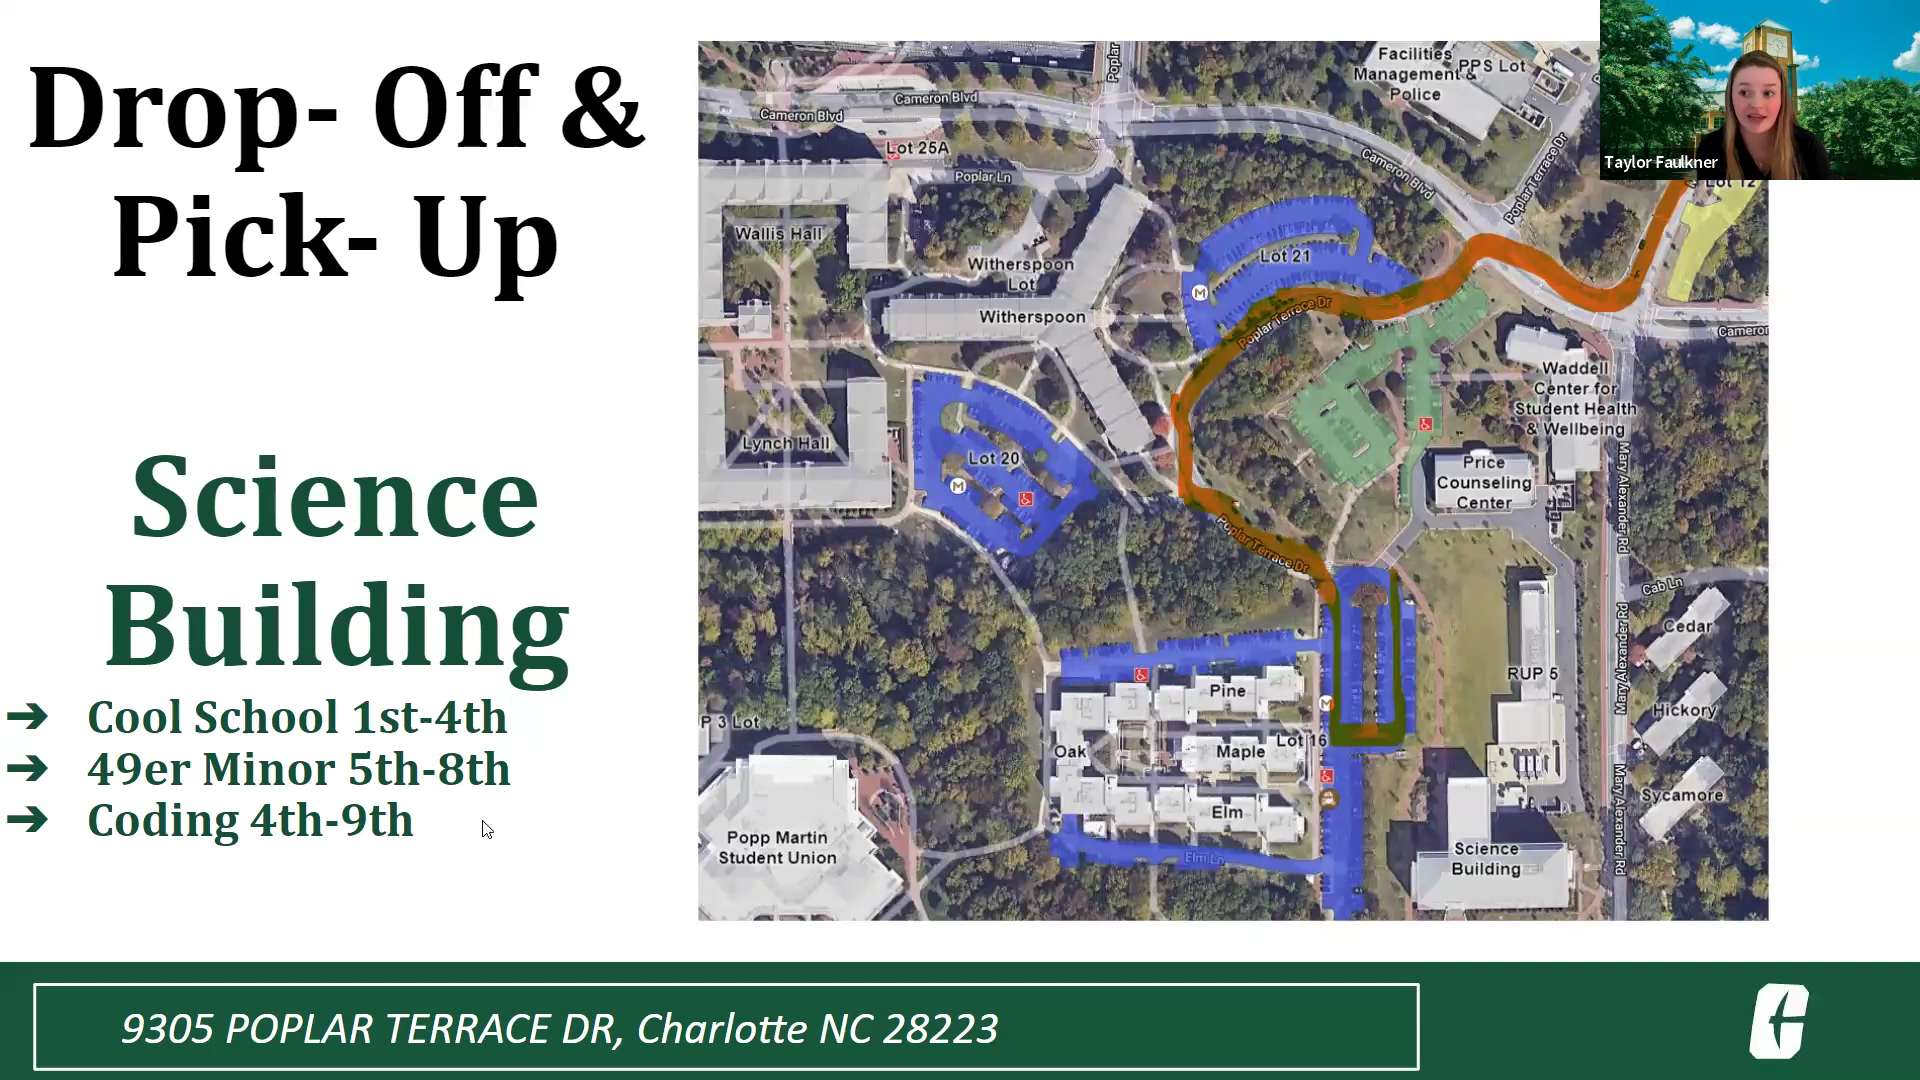 Drop- Off &
Pick- Up
Science
Building
➔ Cool School 1st-4th
➔ 49er Minor 5th-8th
➔ Coding 4th-9th
Facilities
Management &
Police
PPS Lot
Poplar
Cameron Blvd
Cameron Blvd
Lot 25A
Poplar Ln
Cameron Blvd
Poplar Terrace Dr
Taylor Faulkner
Lot 12
Wallis Hall
Witherspoon
Lot
Witherspoon
Lot 21
M
Poplar Terrace Dr
Cameron
Waddell
Center for
Student Health
& Wellbeing
Lynch Hall
Lot 20
M
Price
Counseling
Center
Mary Alexander Rd
Poplar Terrace Dr
Cab Ln
Cedar
Mary Alexander Rd
RUP 5
Pine
M
Hickory
P 3 Lot
Oak
Maple
Lot 16
Sycamore
Mary Alexander Rd
Elm
Popp Martin
Student Union
Elm Ln
Science
Building
9305 POPLAR TERRACE DR, Charlotte NC 28223